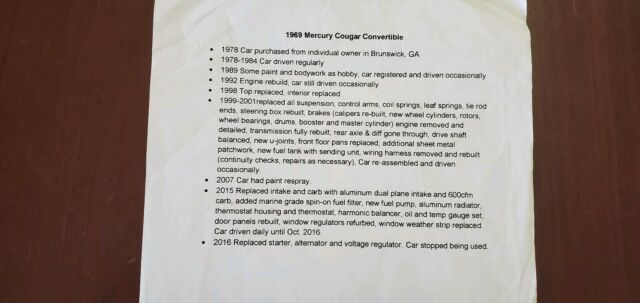 1969 Mercury Cougar Convertible
• 1978 Car purchased from individual owner in Brunswick, GA
• 1978-1984 Car driven regularly
• 1989 Some paint and bodywork as hobby, car registered and driven occasionally
• 1992 Engine rebuild, car still driven occasionally
• 1998 Top replaced, interior replaced
• 1999-2001replaced all suspension, control arms, coil springs, leaf springs, tie rod
ends, steering box rebuilt, brakes (calipers re-built, new wheel cylinders, rotors,
wheel bearings, drums, booster and master cylinder) engine removed and
detailed, transmission fully rebuilt, rear axle & diff gone through, drive shaft
balanced, new u-joints, front floor pans replaced, additional sheet metal
patchwork, new fuel tank with sending unit, wiring harness removed and rebuilt
(continuity checks, repairs as necessary), Car re-assembled and driven
occasionally.
• 2007 Car had paint respray.
• 2015 Replaced intake and carb with aluminum dual plane intake and 600cfm
carb, added marine grade spin-on fuel filter, new fuel pump, aluminum radiator,
thermostat housing and thermostat, harmonic balancer, oil and temp gauge set,
door panels rebuilt, window regulators refurbed, window weather strip replaced.
Car driven daily until Oct. 2016.
• 2016 Replaced starter, alternator and voltage regulator. Car stopped being used.